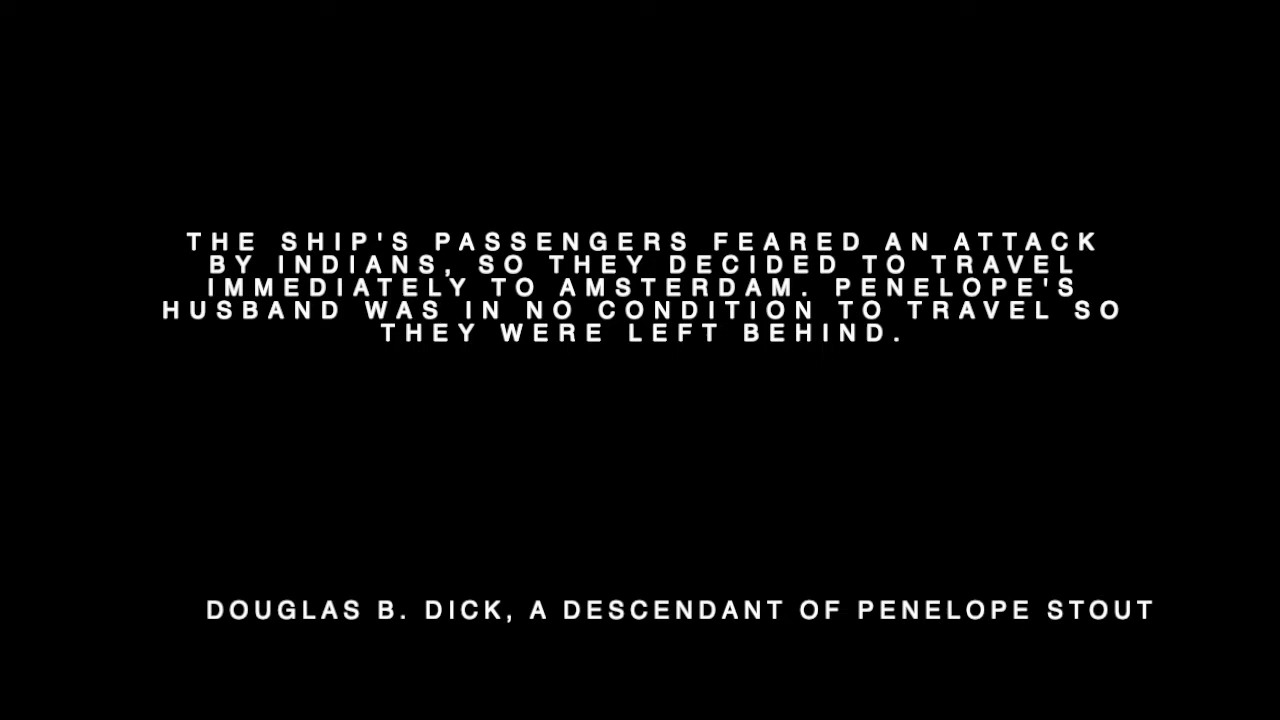 THE SHIP'S PASSENGERS FEARED AN ATTACK
BY INDIANS, SO THEY DECIDED TO TRAVEL
IMMEDIATELY TO AMSTERDAM. PENELOPE'S
HUSBAND WAS IN NO CONDITION TO TRAVEL SO
THEY WERE LEFT BEHIND.
DOUGLAS B. DICK, A DESCENDANT OF PENELOPE STOUT